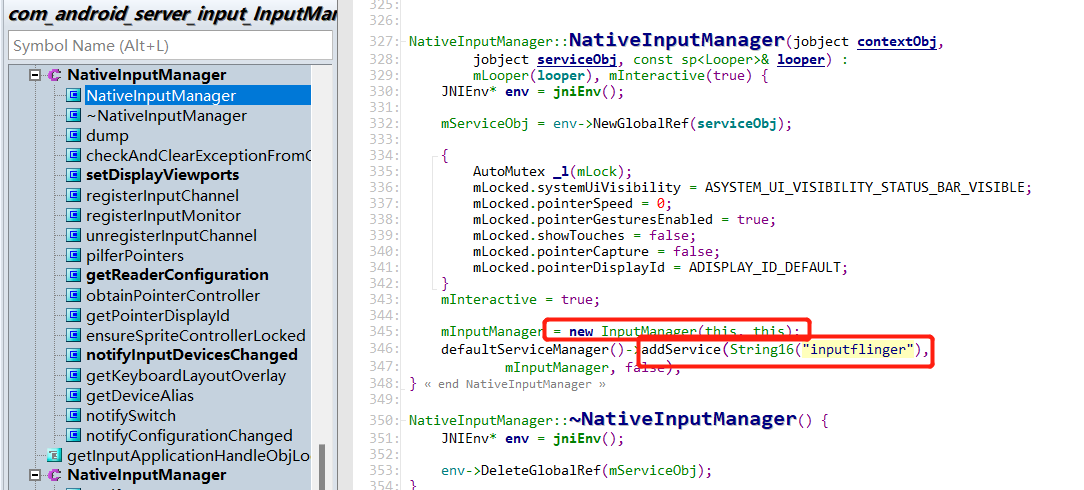 com_android_server_input_InputMan
Symbol Name (Alt+L)
NativeInputManager
NativeInputManager
~NativeInputManager
dump
checkAndClearExceptionFromC
setDisplayViewports
registerInputChannel
registerInputMonitor
unregisterInputChannel
pilferPointers
getReaderConfiguration
obtainPointerController
getPointerDisplayId
ensureSpriteControllerLocked
notifyInputDevicesChanged
getKeyboardLayoutOverlay
getDeviceAlias
notifySwitch
notifyConfigurationChanged
getInputApplicationHandleObjLo
NativeInputManager
325:
326:
327: NativeInputManager::NativeInputManager(jobject contextObj,
328: jobject serviceObj, const sp<Looper>& looper) :
329: mLooper(looper), mInteractive(true) {
330: JNIEnv* env = jniEnv();
331:
332: mServiceObj = env->NewGlobalRef(serviceObj);
333:
334: {
335: AutoMutex _l(mLock);
336: mLocked.systemUiVisibility = ASYSTEM_UI_VISIBILITY_STATUS_BAR_VISIBLE;
337: mLocked.pointerSpeed = 0;
338: mLocked.pointerGesturesEnabled = true;
339: mLocked.showTouches = false;
340: mLocked.pointerCapture = false;
341: mLocked.pointerDisplayId = ADISPLAY_ID_DEFAULT;
342: }
343: mInteractive = true;
344:
345: mInputManager = new InputManager(this, this);
346: defaultServiceManager()->addService(String16("inputflinger"),
347: mInputManager, false);
348: } « end NativeInputManager »
349:
350: NativeInputManager::~NativeInputManager() {
351: JNIEnv* env = jniEnv();
352:
353: env->DeleteGlobalRef(mServiceObj);
354: }